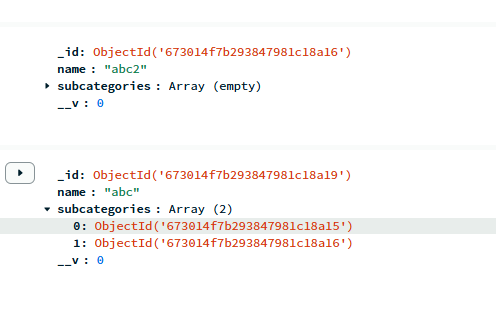 _id: ObjectId('673014f7b293847981c18a16')
name : "abc2"
subcategories : Array (empty)
__v : 0
_id: ObjectId('673014f7b293847981c18a19')
name : "abc"
subcategories : Array (2)
0: ObjectId('673014f7b293847981c18a15')
1: ObjectId('673014f7b293847981c18a16')
__v : 0